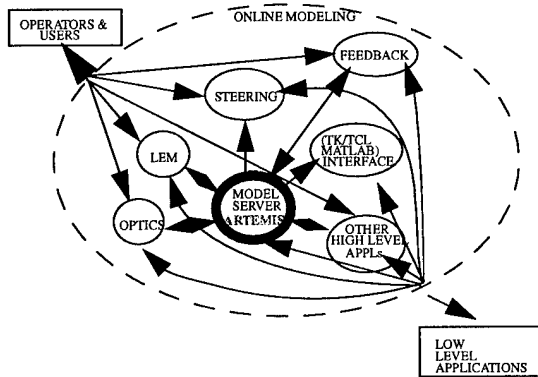 OPERATORS &
USERS
ONLINE MODELING
FEEDBACK
STEERING
(TK/TCL
MATLAB)
INTERFACE
LEM
MODEL
SERVER
ARTEMIS
OPTICS
OTHER
HIGH LEVEL
APPLs
LOW
LEVEL
APPLICATIONS